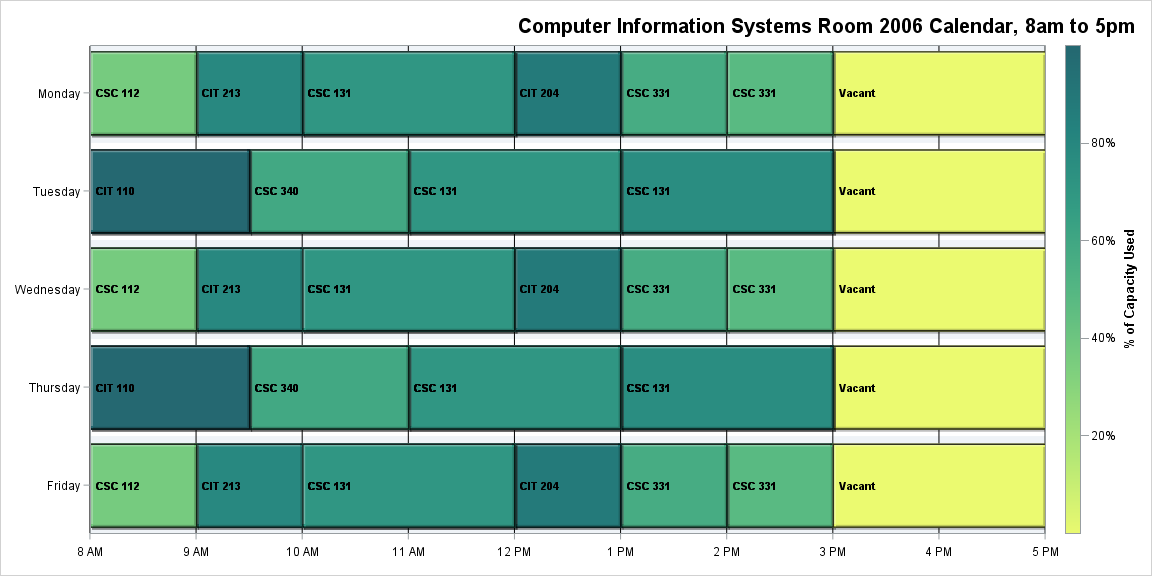 Computer Information Systems Room 2006 Calendar, 8am to 5pm
Monday
CSC 112
CIT 213
CSC 131
CIT 204
CSC 331
CSC 331
Vacant
Tuesday
CIT 110
CSC 340
CSC 131
CSC 131
Vacant
Wednesday
CSC 112
CIT 213
CSC 131
CIT 204
CSC 331
CSC 331
Vacant
Thursday
CIT 110
CSC 340
CSC 131
CSC 131
Vacant
Friday
CSC 112
CIT 213
CSC 131
CIT 204
CSC 331
CSC 331
Vacant
8 AM
9 AM
10 AM
11 AM
12 PM
1 PM
2 PM
3 PM
4 PM
5 PM
80%
60%
40%
20%
% of Capacity Used